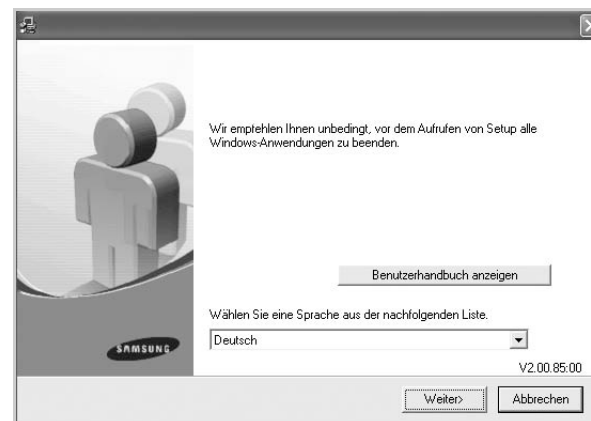 Wir empfehlen Ihnen unbedingt, vor dem Aufrufen von Setup alle
Windows-Anwendungen zu beenden.
Benutzerhandbuch anzeigen
Wählen Sie eine Sprache aus der nachfolgenden Liste.
Deutsch
SAMSUNG
V2.00.85:00
Weiter>
Abbrechen